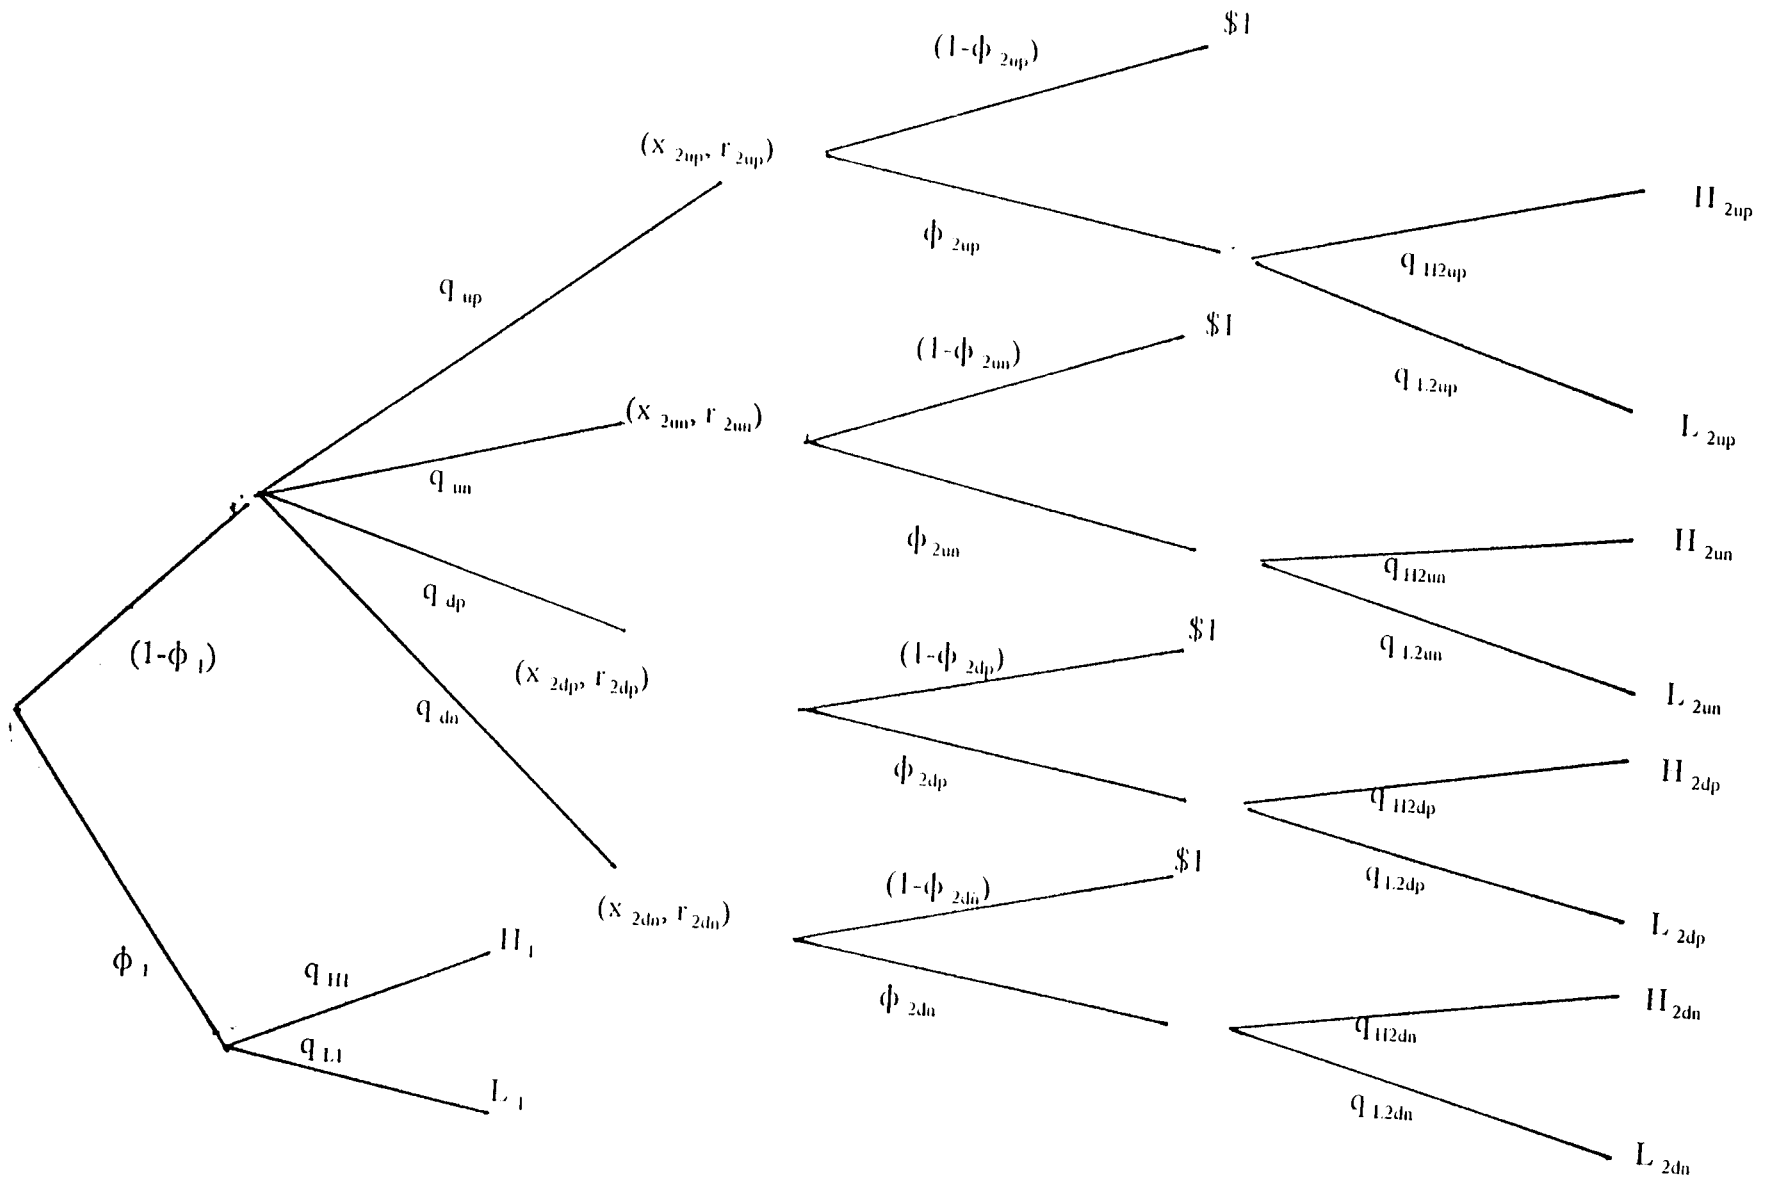 $1
(1-ϕ 2up)
(x 2up, r 2up)
H 2up
ϕ 2up
q H2up
q up
$1
(1-ϕ 2un)
q L2up
(x 2un, r 2un)
L 2up
q un
ϕ 2un
H 2un
q H2un
q dp
$1
(1-ϕ 2dp)
q L2un
(1-ϕ 1)
(x 2dp, r 2dp)
L 2un
q dn
ϕ 2dp
H 2dp
q H2dp
$1
(1-ϕ 2dn)
q L2dp
(x 2dn, r 2dn)
L 2dp
H 1
ϕ 1
q H1
ϕ 2dn
H 2dn
q H2dn
q L1
L 1
q L2dn
L 2dn